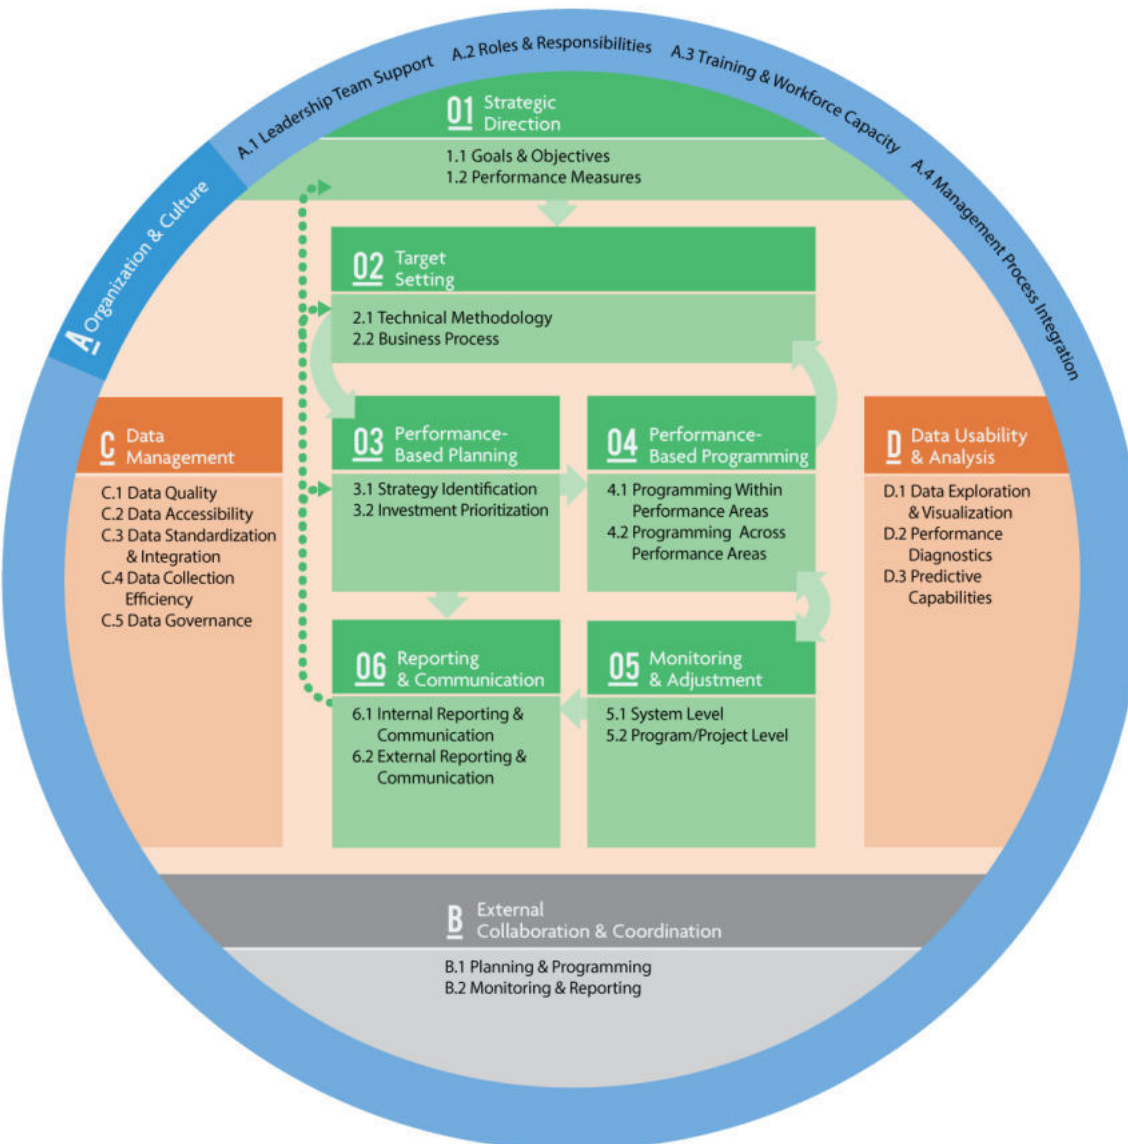 A Organization & Culture
A.1 Leadership Team Support
A.2 Roles & Responsibilities
A.3 Training & Workforce Capacity
A.4 Management Process Integration
01 Strategic
Direction
1.1 Goals & Objectives
1.2 Performance Measures
02 Target
Setting
2.1 Technical Methodology
2.2 Business Process
C Data
Management
C.1 Data Quality
C.2 Data Accessibility
C.3 Data Standardization
& Integration
C.4 Data Collection
Efficiency
C.5 Data Governance
03 Performance-
Based Planning
3.1 Strategy Identification
3.2 Investment Prioritization
04 Performance-
Based Programming
4.1 Programming Within
Performance Areas
4.2 Programming Across
Performance Areas
D Data Usability
& Analysis
D.1 Data Exploration
& Visualization
D.2 Performance
Diagnostics
D.3 Predictive
Capabilities
06 Reporting
& Communication
6.1 Internal Reporting &
Communication
6.2 External Reporting &
Communication
05 Monitoring
& Adjustment
5.1 System Level
5.2 Program/Project Level
B External
Collaboration & Coordination
B.1 Planning & Programming
B.2 Monitoring & Reporting